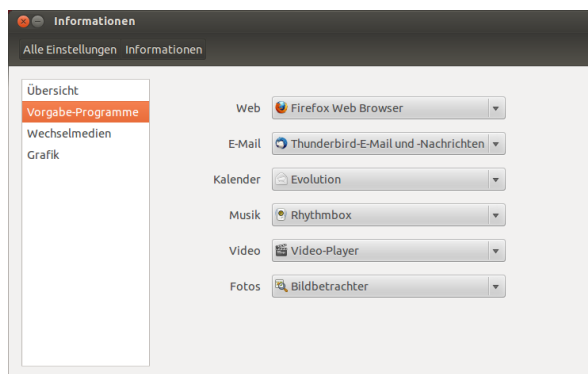 Informationen
Alle Einstellungen Informationen
Übersicht
Vorgabe-Programme
Wechselmedien
Grafik
Web Firefox Web Browser
E-Mail Thunderbird-E-Mail und -Nachrichten
Kalender Evolution
Musik Rhythmbox
Video Video-Player
Fotos Bildbetrachter